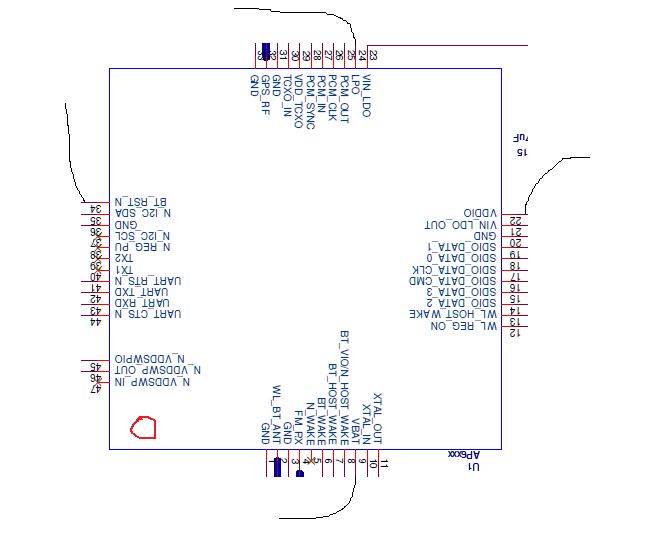 33
32
31
30
29
28
27
26
25
24
23
GND
GPS_RF
GND
TCXO_IN
VDD_TCXO
PCM_SYNC
PCM_IN
PCM_CLK
PCM_OUT
LPO
VIN_LDO
7uF
15
34 BT_RST_N
35 N_I2C_SDA
36 GND
37 N_I2C_SCL
38 N_REG_PU
39 TX2
40 TX1
41 UART_RTS_N
42 UART_TXD
43 UART_RXD
44 UART_CTS_N
45 N_VDDSWPIO
46 N_VDDSWP_OUT
47 N_VDDSWP_IN
VDDIO 22
VIN_LDO_OUT 21
GND 20
SDIO_DATA_1 19
SDIO_DATA_0 18
SDIO_DATA_CLK 17
SDIO_DATA_CMD 16
SDIO_DATA_3 15
SDIO_DATA_2 14
WL_HOST_WAKE 13
WL_REG_ON 12
GND
WL_BT_ANT
GND
FM_RX
N_WAKE
BT_WAKE
BT_HOST_WAKE
BT_VIO/N_HOST_WAKE
VBAT
XTAL_IN
XTAL_OUT
1
2
3
4
5
6
7
8
9
10
11
U1
AP6xxx